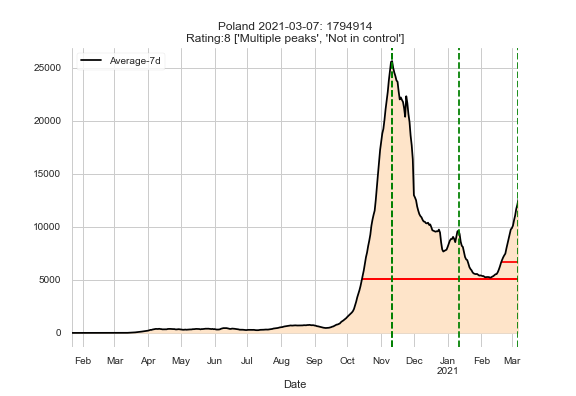 Poland 2021-03-07: 1794914
Rating:8 ['Multiple peaks', 'Not in control']
Average-7d
25000
20000
15000
10000
5000
0
Feb Mar Apr May Jun Jul Aug Sep Oct Nov Dec Jan Feb Mar
2021
Date